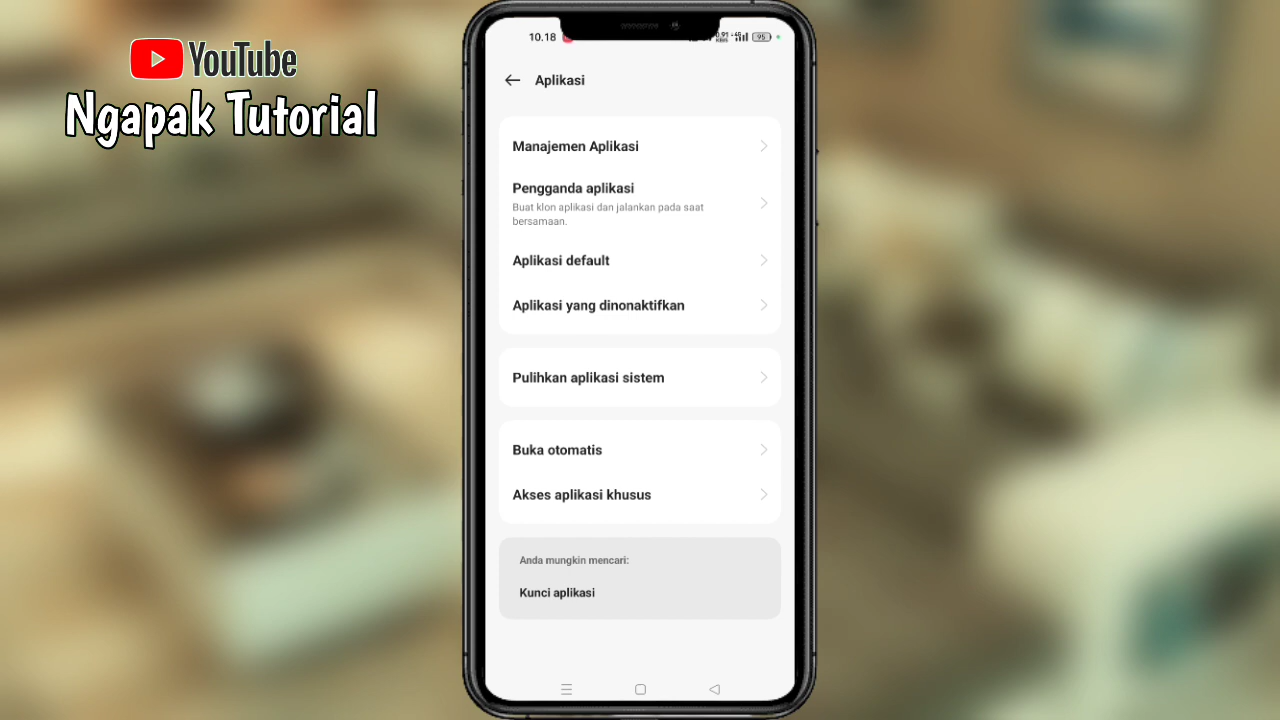 YouTube
Ngapak Tutorial
10.18
95
Aplikasi
Manajemen Aplikasi
Pengganda aplikasi
Buat klon aplikasi dan jalankan pada saat
bersamaan.
Aplikasi default
Aplikasi yang dinonaktifkan
Pulihkan aplikasi sistem
Buka otomatis
Akses aplikasi khusus
Anda mungkin mencari:
Kunci aplikasi